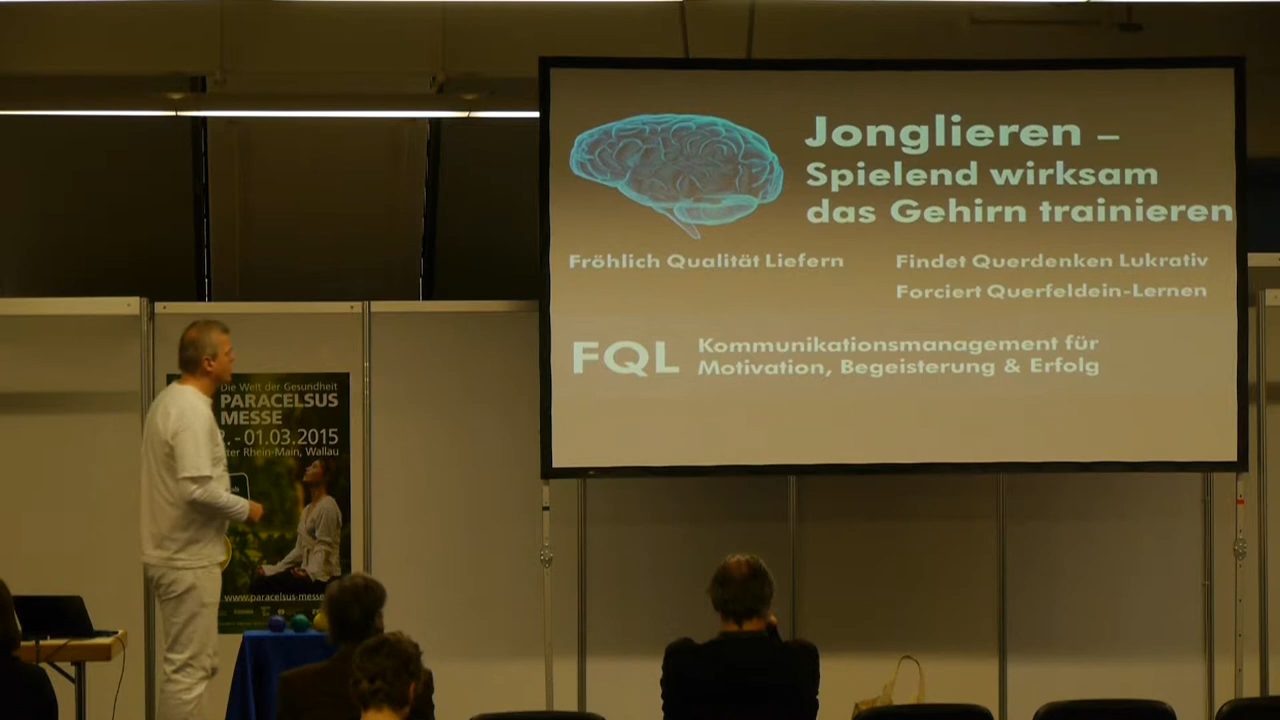 Jonglieren –
Spielend wirksam
das Gehirn trainieren
Fröhlich Qualität Liefern
Findet Querdenken Lukrativ
Forciert Querfeldein-Lernen
FQL
Kommunikationsmanagement für
Motivation, Begeisterung & Erfolg
Die Welt der Gesundheit
PARACELSUS
MESSE
. - 01.03.2015
Rhein-Main, Wallau
www.paracelsus-messe